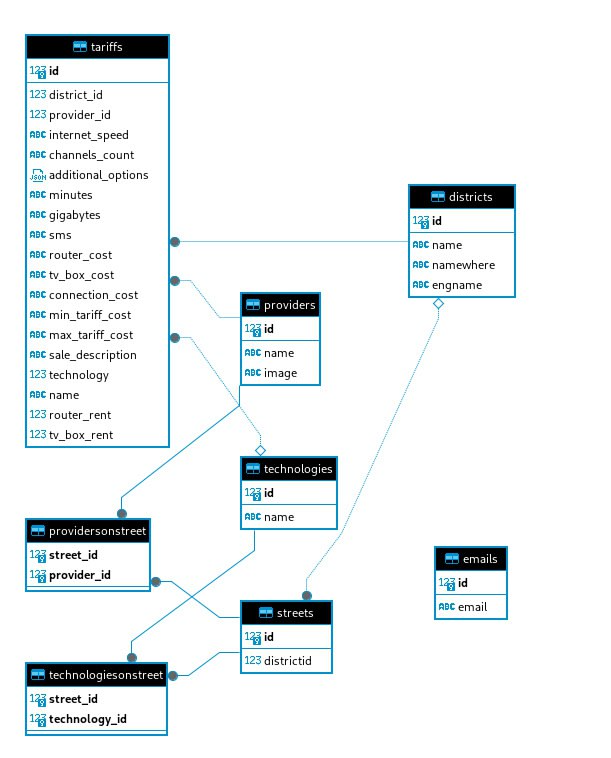 tariffs
123 id
123 district_id
123 provider_id
ABC internet_speed
ABC channels_count
JSON additional_options
ABC minutes
ABC gigabytes
ABC sms
ABC router_cost
ABC tv_box_cost
ABC connection_cost
ABC min_tariff_cost
ABC max_tariff_cost
ABC sale_description
123 technology
ABC name
123 router_rent
123 tv_box_rent
districts
123 id
ABC name
ABC namewhere
ABC engname
providers
123 id
ABC name
ABC image
technologies
123 id
ABC name
providersonstreet
123 street_id
123 provider_id
emails
123 id
ABC email
streets
123 id
123 districtid
technologiesonstreet
123 street_id
123 technology_id